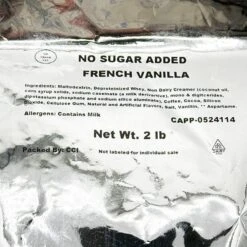 NO SUGAR ADDED
FRENCH VANILLA
Ingredients: Maltodextrin, Deproteinized Whey, Non Dairy Creamer (coconut oil,
corn syrup solids, sodium caseinate (a milk derivative), mono & diglycerides,
dipotassium phosphate and sodium silico aluminate), Coffee, Cocoa, Silicon
Dioxide, Cellulose Gum, Natural and Artificial Flavors, Salt, Vanillin, ** Aspartame.
Allergens: Contains Milk
CAPP-0524114
Net Wt. 2 lb
Packed By: CCI
Not labeled for individual sale